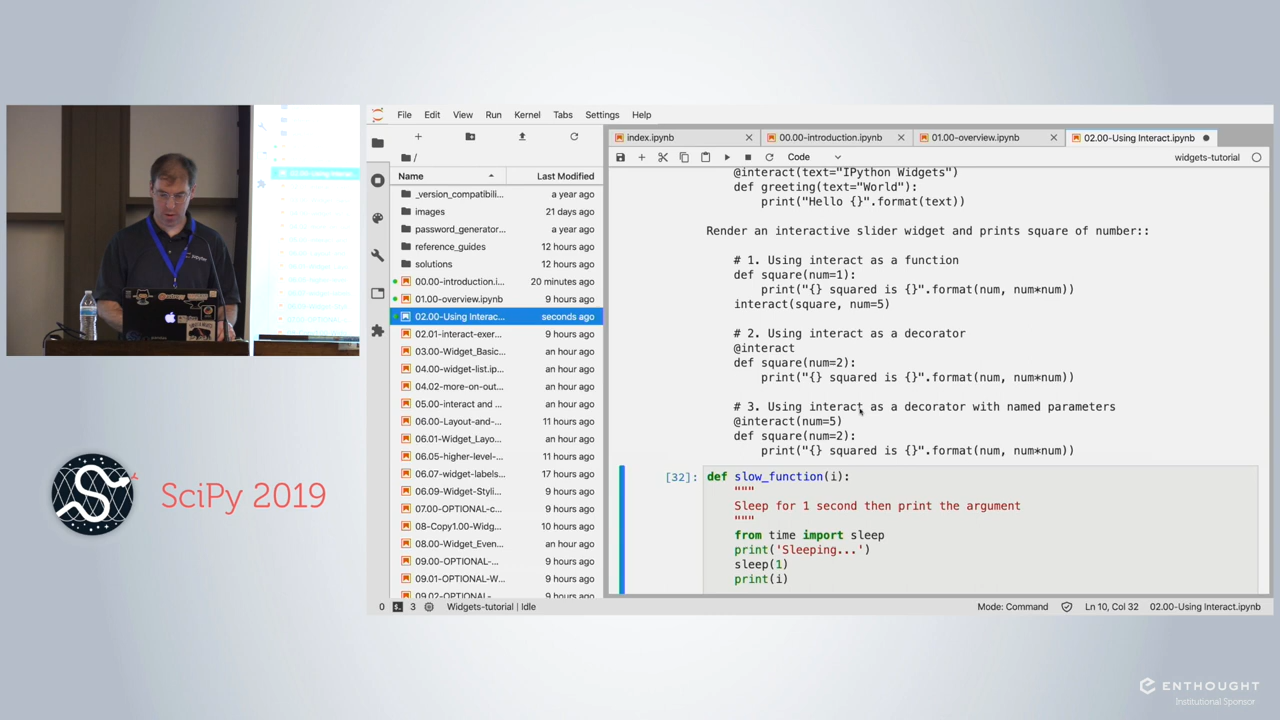 File Edit View Run Kernel Tabs Settings Help
index.ipynb
00.00-introduction.ipynb
01.00-overview.ipynb
02.00-Using Interact.ipynb
Code
widgets-tutorial
/
Name Last Modified
_version_compatibili... a year ago
images 21 days ago
password_generator... a year ago
reference_guides 12 hours ago
solutions 12 hours ago
00.00-introduction.i... 20 minutes ago
01.00-overview.ipynb 9 hours ago
02.00-Using Interac... seconds ago
02.01-interact-exer... 9 hours ago
03.00-Widget_Basic... an hour ago
04.00-widget-list.ip... an hour ago
04.02-more-on-out... an hour ago
05.00-interact and ... an hour ago
06.00-Layout-and-... 11 hours ago
06.01-Widget_Layo... an hour ago
06.05-higher-level-... an hour ago
06.07-widget-labels... 17 hours ago
06.09-Widget-Styli... an hour ago
07.00-OPTIONAL-c... an hour ago
08-Copy1.00-Widg... 10 hours ago
08.00-Widget_Even... an hour ago
09.00-OPTIONAL-... 9 hours ago
09.01-OPTIONAL-W... 9 hours ago
09.02-OPTIONAL-... 9 hours ago
@interact(text="IPython Widgets")
def greeting(text="World"):
print("Hello {}".format(text))
Render an interactive slider widget and prints square of number::
# 1. Using interact as a function
def square(num=1):
print("{} squared is {}".format(num, num*num))
interact(square, num=5)
# 2. Using interact as a decorator
@interact
def square(num=2):
print("{} squared is {}".format(num, num*num))
# 3. Using interact as a decorator with named parameters
@interact(num=5)
def square(num=2):
print("{} squared is {}".format(num, num*num))
[32]: def slow_function(i):
"""
Sleep for 1 second then print the argument
"""
from time import sleep
print('Sleeping...')
sleep(1)
print(i)
0 3 Widgets-tutorial | Idle
Mode: Command Ln 10, Col 32 02.00-Using Interact.ipynb
SciPy 2019
ENTHOUGHT
Institutional Sponsor